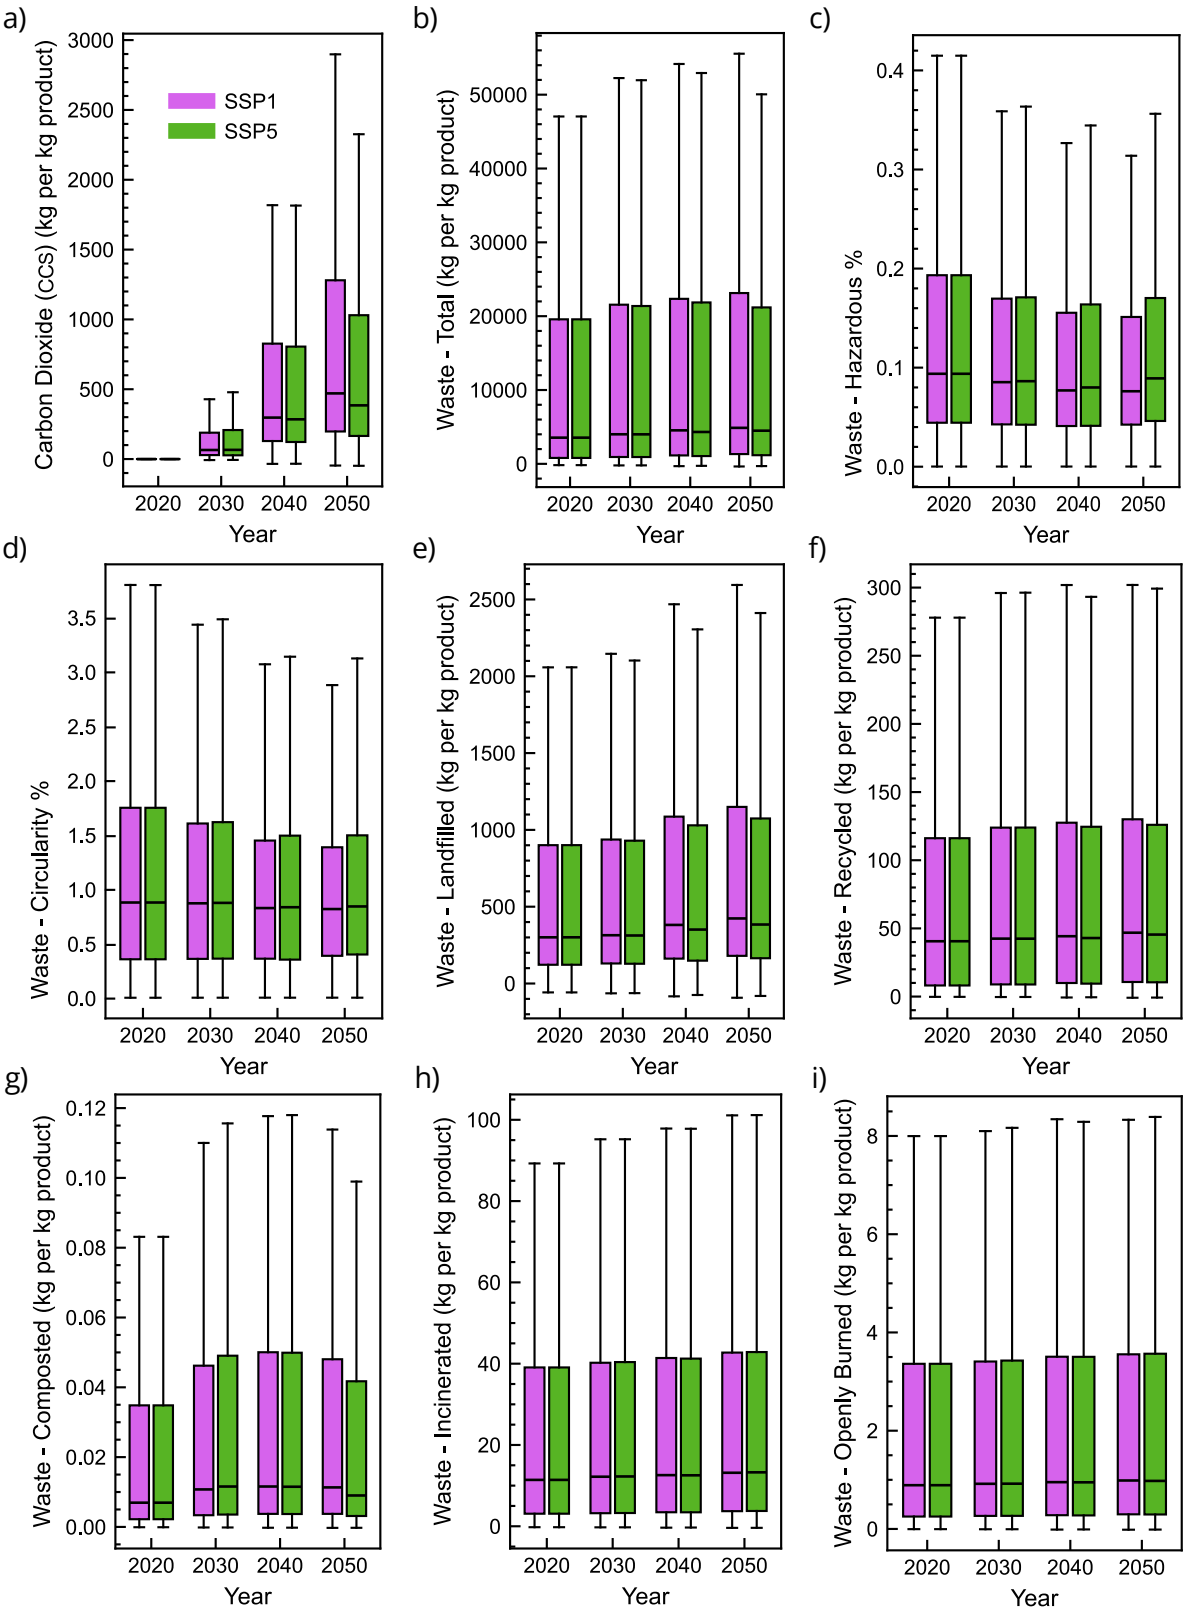 a)
Carbon Dioxide (CCS) (kg per kg product)
3000
2500
2000
1500
1000
500
0
SSP1
SSP5
2020 2030 2040 2050
Year
b)
Waste - Total (kg per kg product)
50000
40000
30000
20000
10000
0
2020 2030 2040 2050
Year
c)
Waste - Hazardous %
0.4
0.3
0.2
0.1
0.0
2020 2030 2040 2050
Year
d)
Waste - Circularity %
3.5
3.0
2.5
2.0
1.5
1.0
0.5
0.0
2020 2030 2040 2050
Year
e)
Waste - Landfilled (kg per kg product)
2500
2000
1500
1000
500
0
2020 2030 2040 2050
Year
f)
Waste - Recycled (kg per kg product)
300
250
200
150
100
50
0
2020 2030 2040 2050
Year
g)
Waste - Composted (kg per kg product)
0.12
0.10
0.08
0.06
0.04
0.02
0.00
2020 2030 2040 2050
Year
h)
Waste - Incinerated (kg per kg product)
100
80
60
40
20
0
2020 2030 2040 2050
Year
i)
Waste - Openly Burned (kg per kg product)
8
6
4
2
0
2020 2030 2040 2050
Year